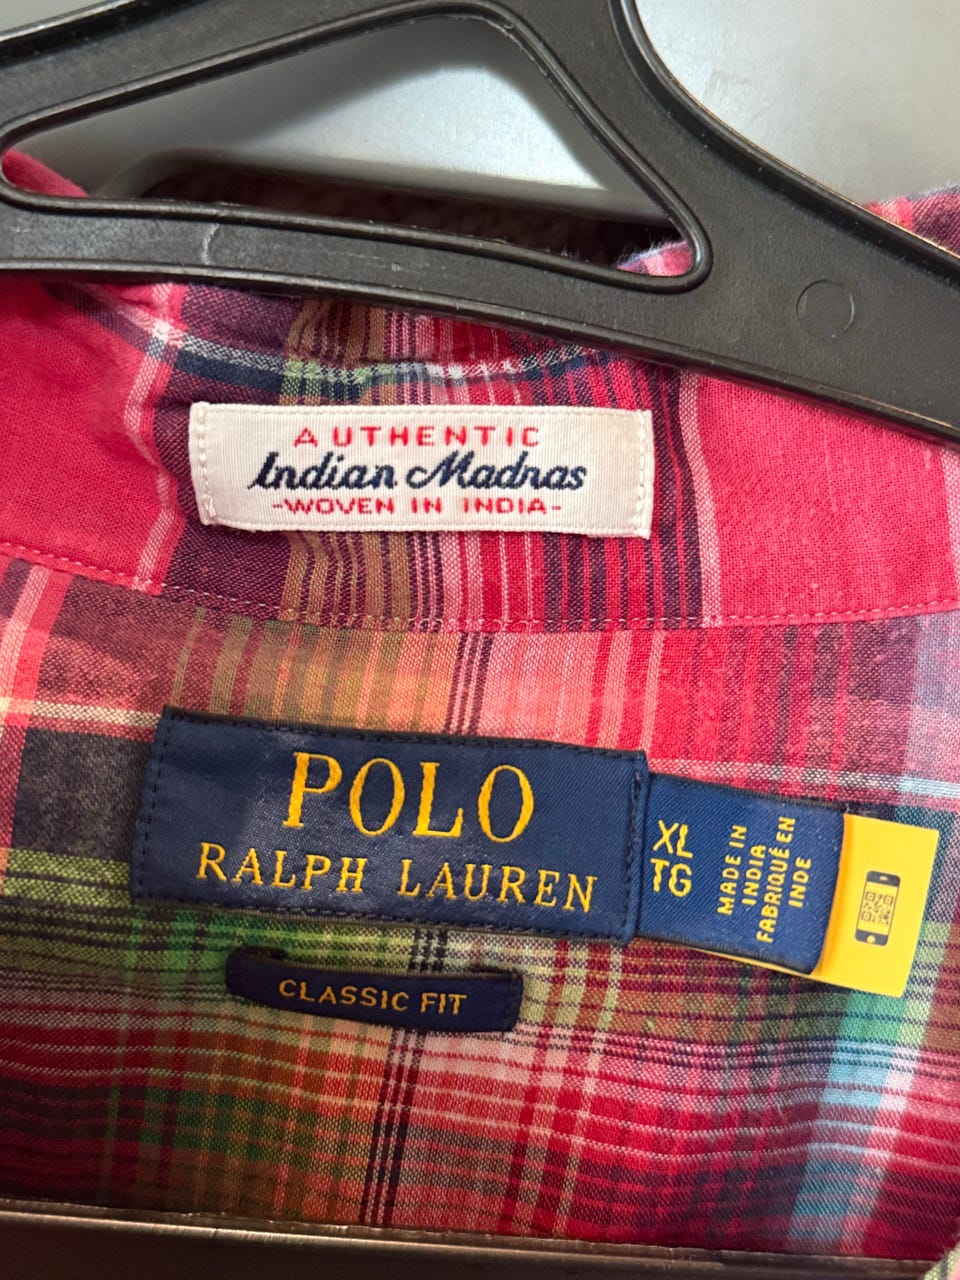 AUTHENTIC
Indian Madras
-WOVEN IN INDIA-
POLO
RALPH LAUREN
XL
TG
MADE IN
INDIA
FABRIQUÉ EN
INDE
CLASSIC FIT